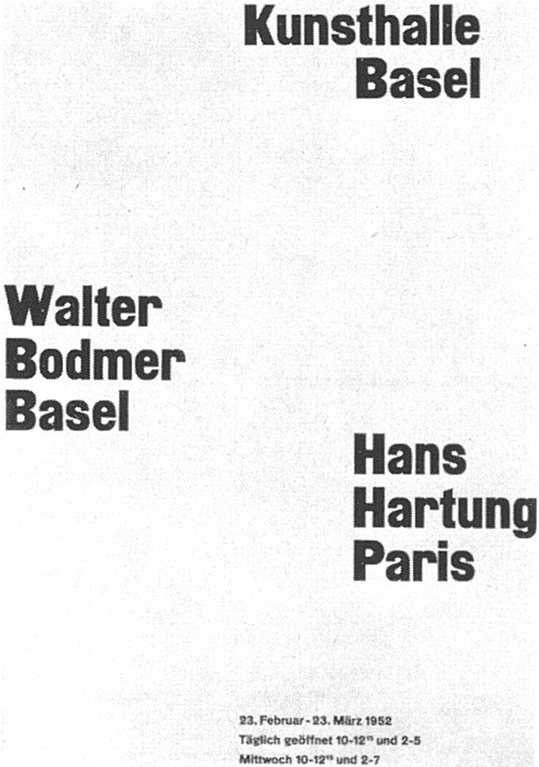 Kunsthalle
Basel
Walter
Bodmer
Basel
Hans
Hartung
Paris
23. Februar - 23. März 1952
Täglich geöffnet 10-12¹⁵ und 2-5
Mittwoch 10-12¹⁵ und 2-7